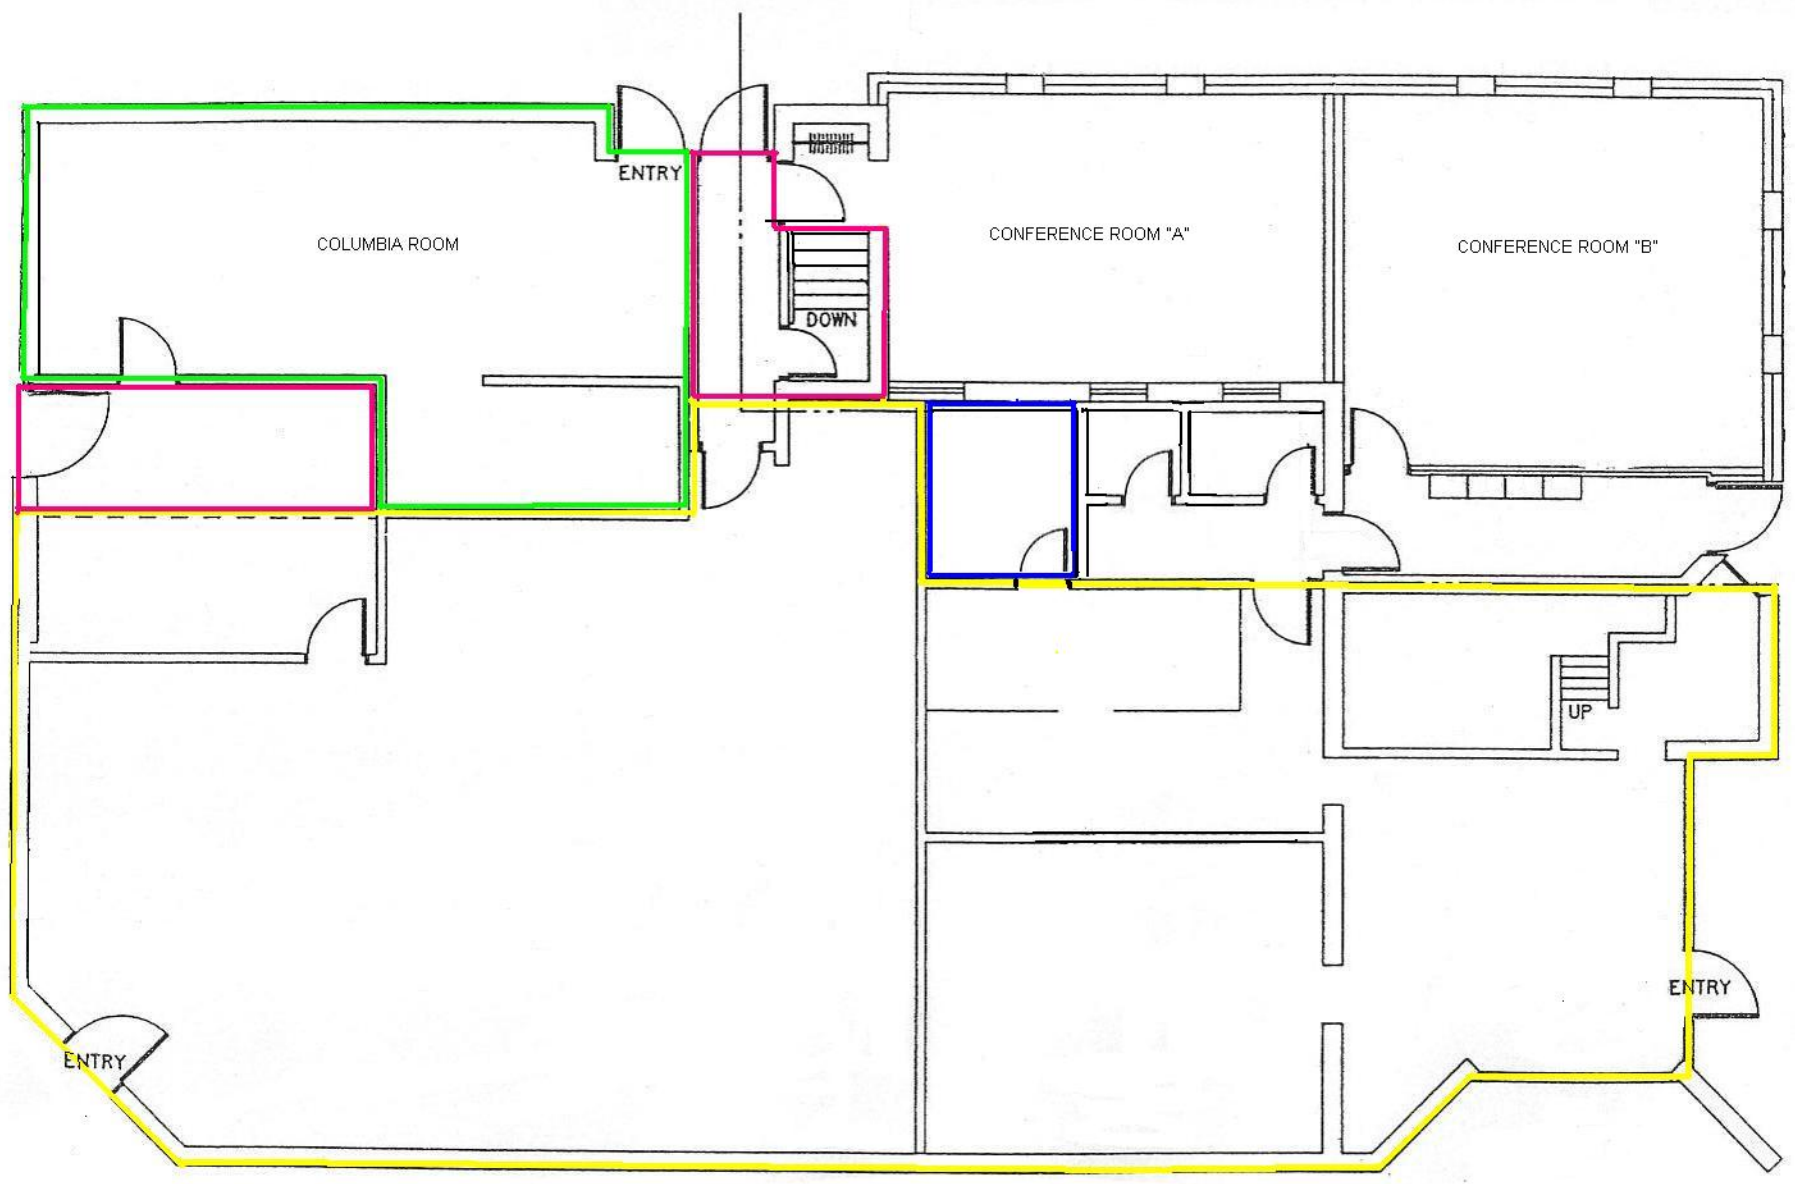 ENTRY
COLUMBIA ROOM
CONFERENCE ROOM "A"
CONFERENCE ROOM "B"
DOWN
UP
ENTRY
ENTRY